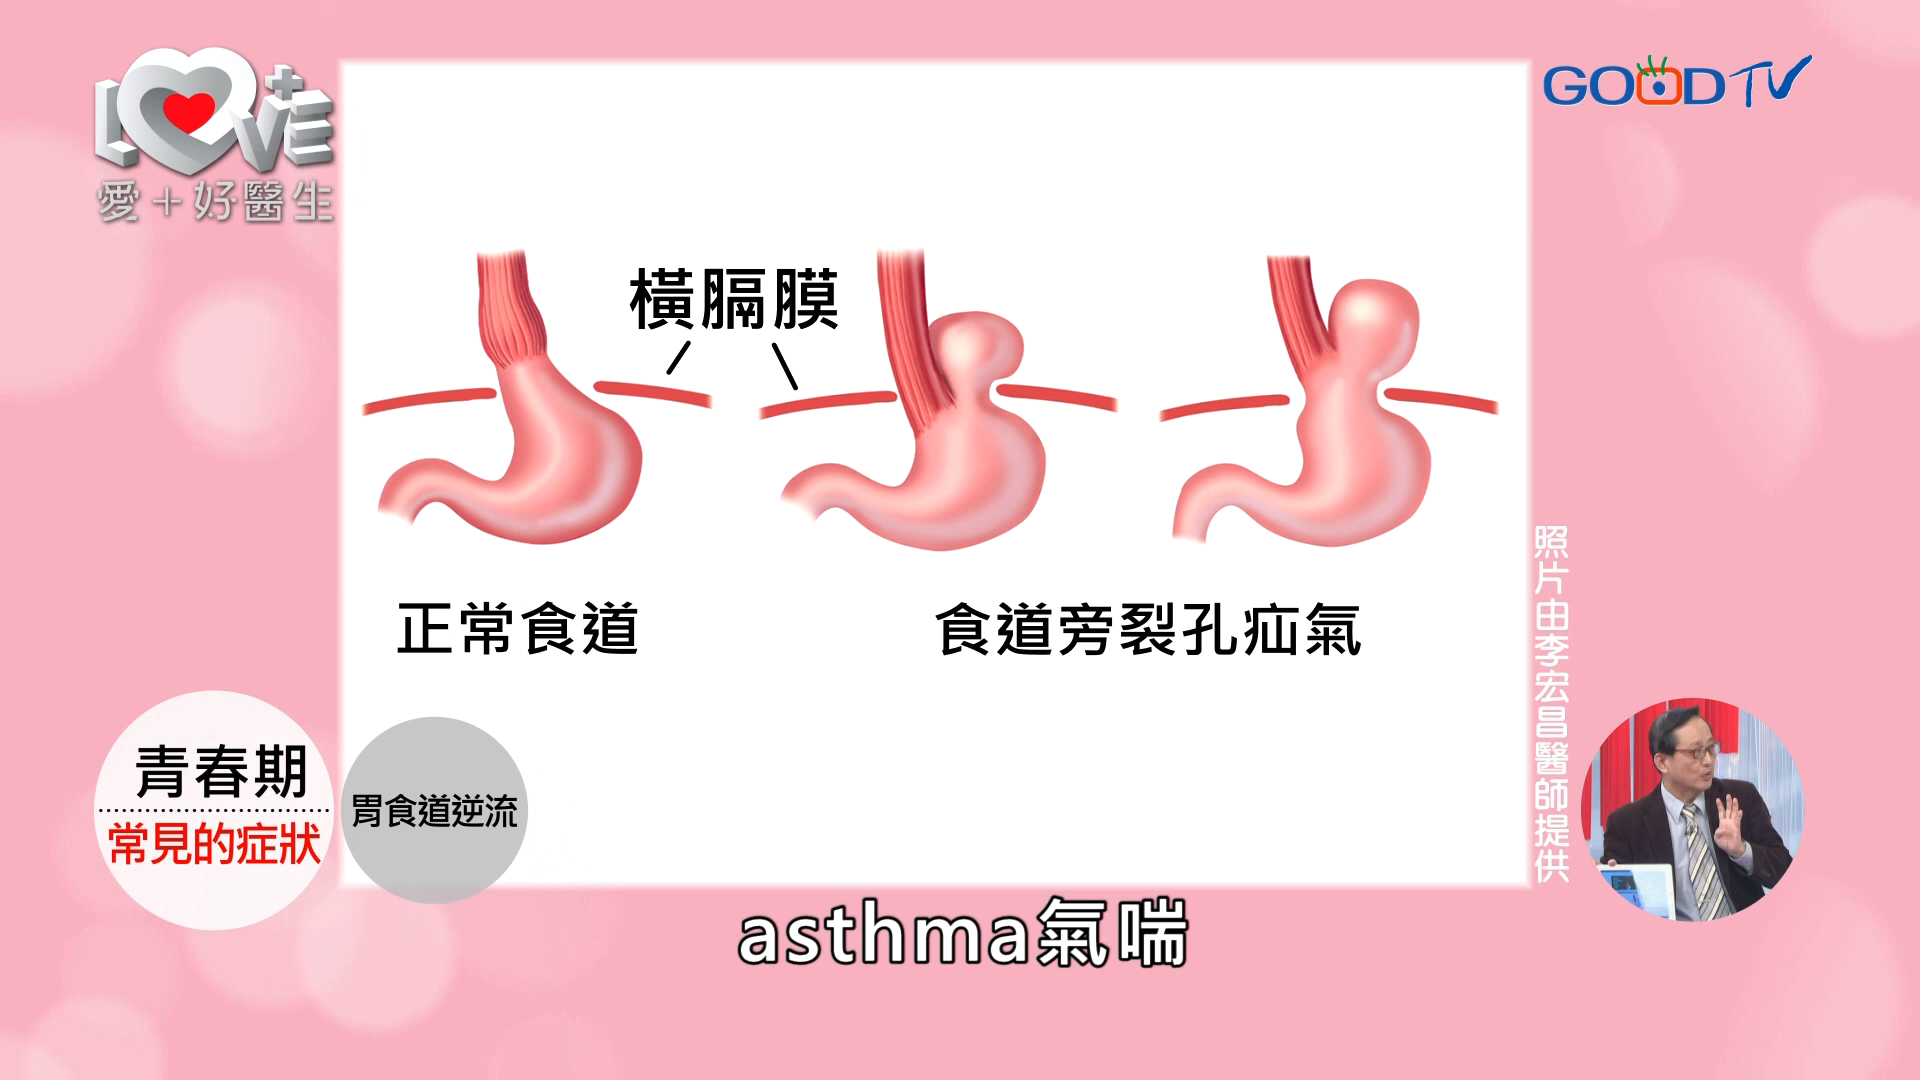 LOVE
愛+好醫生
GOODTV
橫膈膜
正常食道
食道旁裂孔疝氣
照片由李宏昌醫師提供
青春期
常見的症狀
胃食道逆流
asthma氣喘